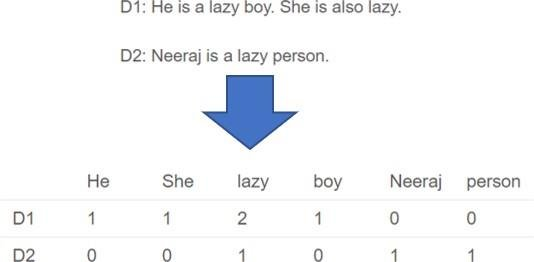 D1: He is a lazy boy. She is also lazy.
D2: Neeraj is a lazy person.
He She lazy boy Neeraj person
D1 1 1 2 1 0 0
D2 0 0 1 0 1 1